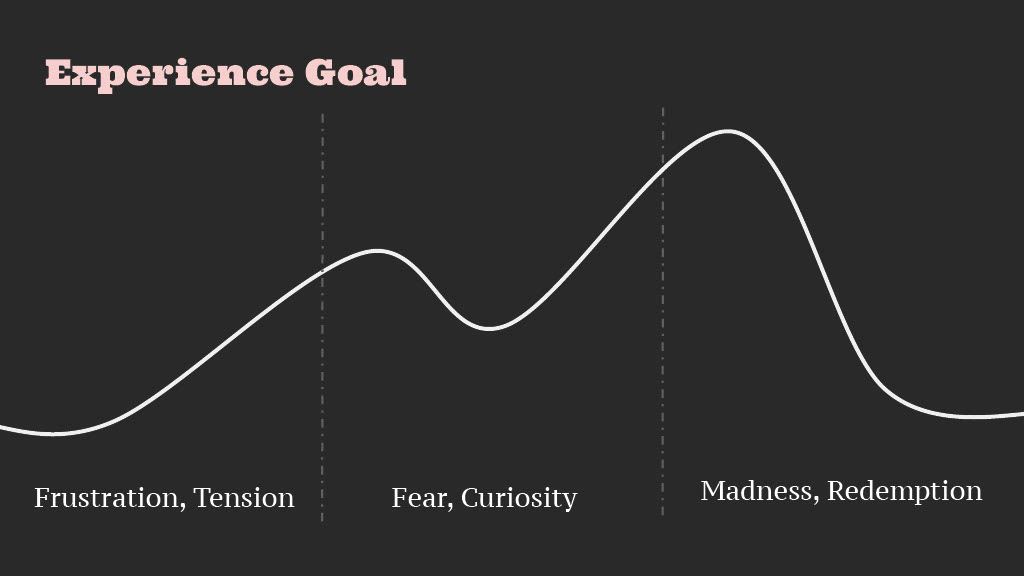 Experience Goal
Frustration, Tension
Fear, Curiosity
Madness, Redemption